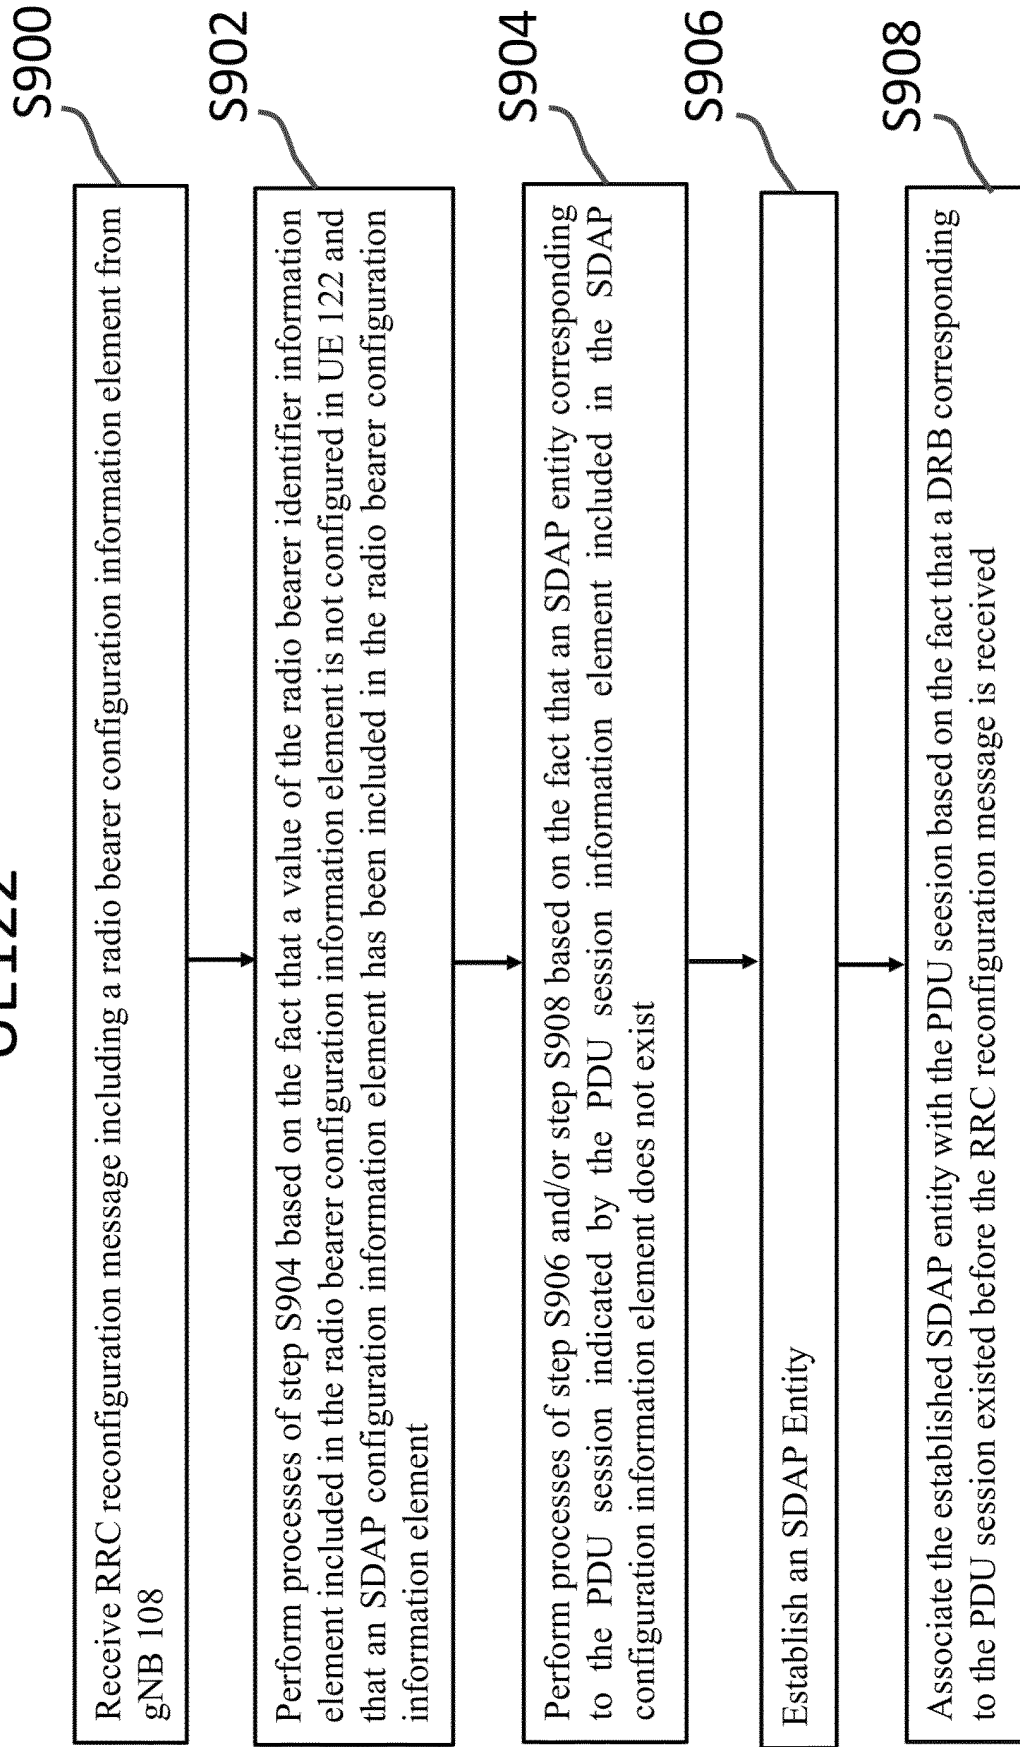 UE122
Receive RRC reconfiguration message including a radio bearer configuration information element from
gNB 108
S900
Perform processes of step S904 based on the fact that a value of the radio bearer identifier information
element included in the radio bearer configuration information element is not configured in UE 122 and
that an SDAP configuration information element has been included in the radio bearer configuration
information element
S902
Perform processes of step S906 and/or step S908 based on the fact that an SDAP entity corresponding
to the PDU session indicated by the PDU session information element included in the SDAP
configuration information element does not exist
S904
Establish an SDAP Entity
S906
Associate the established SDAP entity with the PDU seesion based on the fact that a DRB corresponding
to the PDU session existed before the RRC reconfiguration message is received
S908